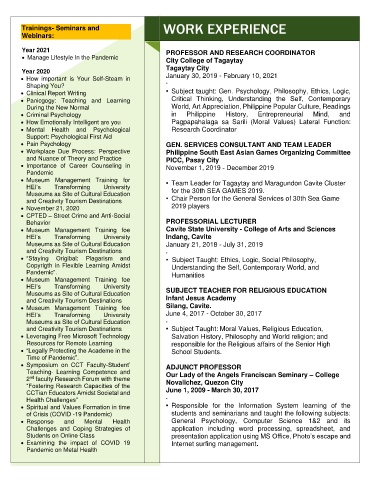 Trainings- Seminars and
Webinars:
Year 2021
• Manage Lifestyle In the Pandemic
Year 2020
• How important is Your Self-Steam in
Shaping You?
• Clinical Report Writing
• Panicgogy: Teaching and Learning
During the New Normal
• Criminal Psychology
• How Emotionally Intelligent are you
• Mental Health and Psychological
Support: Psychological First Aid
• Pain Psychology
• Workplace Due Process: Perspective
and Nuance of Theory and Practice
• Importance of Career Counseling in
Pandemic
• Museum Management Training for
HEI's Transforming University
Museums as Site of Cultural Education
and Creativity Tourism Destinations
• November 21, 2020
• CPTED – Street Crime and Anti-Social
Behavior
• Museum Management Training foe
HEI's Transforming University
Museums as Site of Cultural Education
and Creativity Tourism Destinations
• "Staying Original: Plagarism and
Copyright In Flexible Learning Amidst
Pandemic"
• Museum Management Training foe
HEI's Transforming University
Museums as Site of Cultural Education
and Creativity Tourism Destinations
• Museum Management Training foe
HEI's Transforming University
Museums as Site of Cultural Education
and Creativity Tourism Destinations
• Leveraging Free Microsoft Technology
Resources for Remote Learning
• "Legally Protecting the Academe in the
Time of Pandemic".
• Symposium on CCT Faculty-Student'
Teaching- Learning Competence and
2nd faculty Research Forum with theme
"Fostering Research Capacities of the
CCTian Educators Amidst Societal and
Health Challenges"
• Spiritual and Values Formation in time
of Crisis (COVID -19 Pandemic)
• Response and Mental Health
Challenges and Coping Strategies of
Students on Online Class
• Examining the impact of COVID 19
Pandemic on Metal Health
WORK EXPERIENCE
PROFESSOR AND RESEARCH COORDINATOR
City College of Tagaytay
Tagaytay City
January 30, 2019 - February 10, 2021
• Subject taught: Gen. Psychology, Philosophy, Ethics, Logic,
Critical Thinking, Understanding the Self, Contemporary
World, Art Appreciation, Philippine Popular Culture, Readings
in Philippine History, Entrepreneurial Mind, and
Pagpapahalaga sa Sarili (Moral Values) Lateral Function:
Research Coordinator
GEN. SERVICES CONSULTANT AND TEAM LEADER
Philippine South East Asian Games Organizing Committee
PICC, Pasay City
November 1, 2019 - December 2019
• Team Leader for Tagaytay and Maragundon Cavite Cluster
for the 30th SEA GAMES 2019.
• Chair Person for the General Services of 30th Sea Game
2019 players
PROFESSORIAL LECTURER
Cavite State University - College of Arts and Sciences
Indang, Cavite
January 21, 2018 - July 31, 2019
• Subject Taught: Ethics, Logic, Social Philosophy,
Understanding the Self, Contemporary World, and
Humanities
SUBJECT TEACHER FOR RELIGIOUS EDUCATION
Infant Jesus Academy
Silang, Cavite.
June 4, 2017 - October 30, 2017
• Subject Taught: Moral Values, Religious Education,
Salvation History, Philosophy and World religion; and
responsible for the Religious affairs of the Senior High
School Students.
ADJUNCT PROFESSOR
Our Lady of the Angels Franciscan Seminary – College
Novalichez, Quezon City
June 1, 2009 - March 30, 2017
• Responsible for the Information System learning of the
students and seminarians and taught the following subjects:
General Psychology, Computer Science 1&2 and its
application including word processing, spreadsheet, and
presentation application using MS Office, Photo's escape and
Internet surfing management.